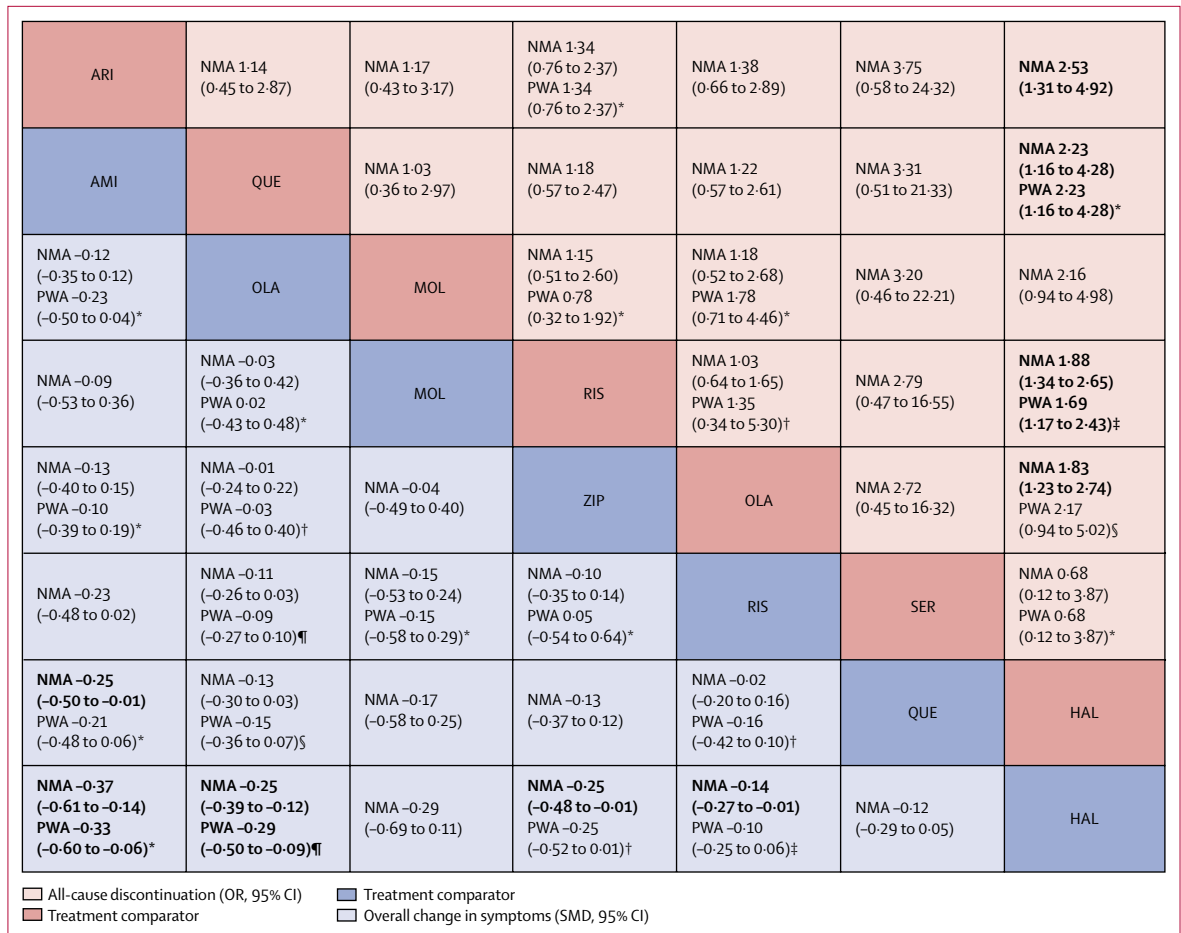 ARI
NMA 1·14
(0·45 to 2·87)
NMA 1·17
(0·43 to 3·17)
NMA 1·34
(0·76 to 2·37)
PWA 1·34
(0·76 to 2·37)*
NMA 1·38
(0·66 to 2·89)
NMA 3·75
(0·58 to 24·32)
NMA 2·53
(1·31 to 4·92)
AMI
QUE
NMA 1·03
(0·36 to 2·97)
NMA 1·18
(0·57 to 2·47)
NMA 1·22
(0·57 to 2·61)
NMA 3·31
(0·51 to 21·33)
NMA 2·23
(1·16 to 4·28)
PWA 2·23
(1·16 to 4·28)*
NMA –0·12
(–0·35 to 0·12)
PWA –0·23
(–0·50 to 0·04)*
OLA
MOL
NMA 1·15
(0·51 to 2·60)
PWA 0·78
(0·32 to 1·92)*
NMA 1·18
(0·52 to 2·68)
PWA 1·78
(0·71 to 4·46)*
NMA 3·20
(0·46 to 22·21)
NMA 2·16
(0·94 to 4·98)
NMA –0·09
(–0·53 to 0·36)
NMA –0·03
(–0·36 to 0·42)
PWA 0·02
(–0·43 to 0·48)*
MOL
RIS
NMA 1·03
(0·64 to 1·65)
PWA 1·35
(0·34 to 5·30)†
NMA 2·79
(0·47 to 16·55)
NMA 1·88
(1·34 to 2·65)
PWA 1·69
(1·17 to 2·43)‡
NMA –0·13
(–0·40 to 0·15)
PWA –0·10
(–0·39 to 0·19)*
NMA –0·01
(–0·24 to 0·22)
PWA –0·03
(–0·46 to 0·40)†
NMA –0·04
(–0·49 to 0·40)
ZIP
OLA
NMA 2·72
(0·45 to 16·32)
NMA 1·83
(1·23 to 2·74)
PWA 2·17
(0·94 to 5·02)§
NMA –0·23
(–0·48 to 0·02)
NMA –0·11
(–0·26 to 0·03)
PWA –0·09
(–0·27 to 0·10)¶
NMA –0·15
(–0·53 to 0·24)
PWA –0·15
(–0·58 to 0·29)*
NMA –0·10
(–0·35 to 0·14)
PWA 0·05
(–0·54 to 0·64)*
RIS
SER
NMA 0·68
(0·12 to 3·87)
PWA 0·68
(0·12 to 3·87)*
NMA –0·25
(–0·50 to –0·01)
PWA –0·21
(–0·48 to 0·06)*
NMA –0·13
(–0·30 to 0·03)
PWA –0·15
(–0·36 to 0·07)§
NMA –0·17
(–0·58 to 0·25)
NMA –0·13
(–0·37 to 0·12)
NMA –0·02
(–0·20 to 0·16)
PWA –0·16
(–0·42 to 0·10)†
QUE
HAL
NMA –0·37
(–0·61 to –0·14)
PWA –0·33
(–0·60 to –0·06)*
NMA –0·25
(–0·39 to –0·12)
PWA –0·29
(–0·50 to –0·09)¶
NMA –0·29
(–0·69 to 0·11)
NMA –0·25
(–0·48 to –0·01)
PWA –0·25
(–0·52 to 0·01)†
NMA –0·14
(–0·27 to –0·01)
PWA –0·10
(–0·25 to 0·06)‡
NMA –0·12
(–0·29 to 0·05)
HAL
All-cause discontinuation (OR, 95% CI)
Treatment comparator
Treatment comparator
Overall change in symptoms (SMD, 95% CI)